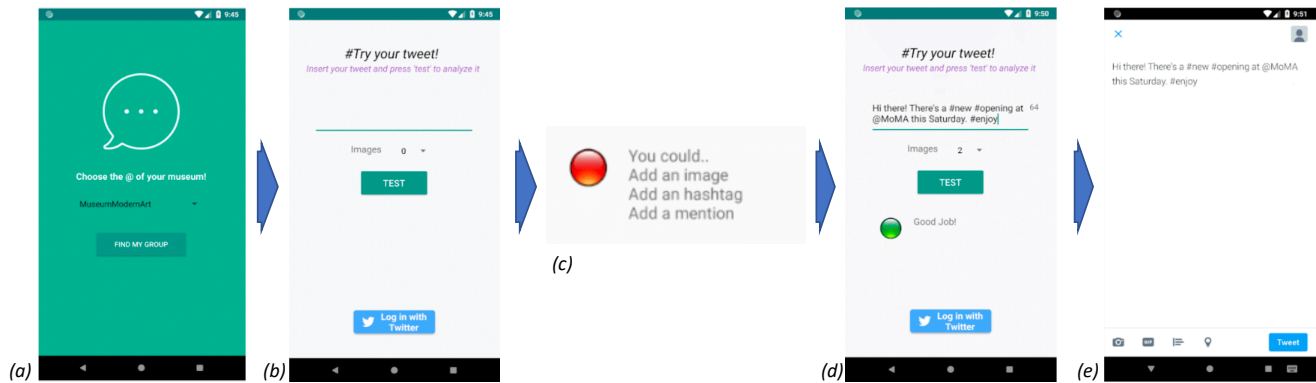 9:45
Choose the @ of your museum!
MuseumModernArt
FIND MY GROUP
(a)
9:45
#Try your tweet!
Insert your tweet and press 'test' to analyze it
Images 0
TEST
Log in with
Twitter
(b)
You could..
Add an image
Add an hashtag
Add a mention
(c)
9:50
#Try your tweet!
Insert your tweet and press 'test' to analyze it
Hi there! There's a #new #opening at 64
@MoMA this Saturday. #enjoy
Images 2
TEST
Good Job!
Log in with
Twitter
(d)
9:51
Hi there! There's a #new #opening at @MoMA
this Saturday. #enjoy
GIF
Tweet
(e)